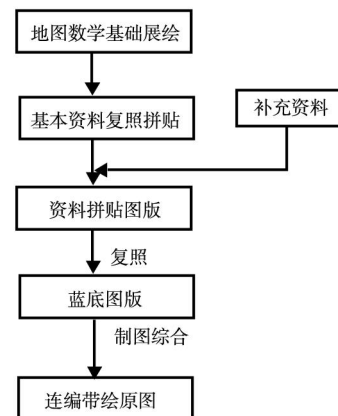 地图数学基础展绘
基本资料复照拼贴
补充资料
资料拼贴图版
复照
蓝底图版
制图综合
连编带绘原图